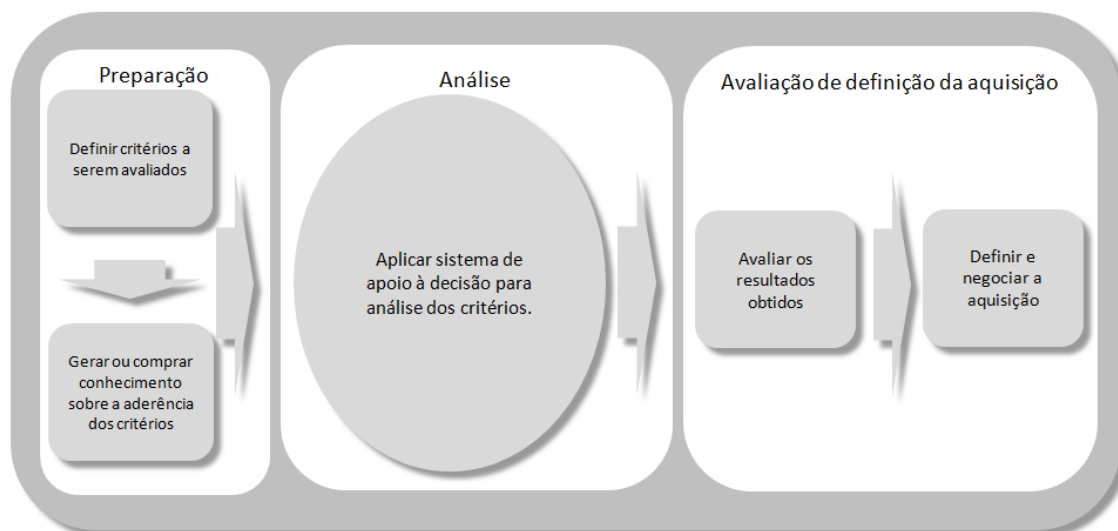 Preparação
Definir critérios a
serem avaliados
Gerar ou comprar
conhecimento
sobre a aderência
dos critérios
Análise
Aplicar sistema de
apoio à decisão para
análise dos critérios.
Avaliação de definição da aquisição
Avaliar os
resultados
obtidos
Definir e
negociar a
aquisição